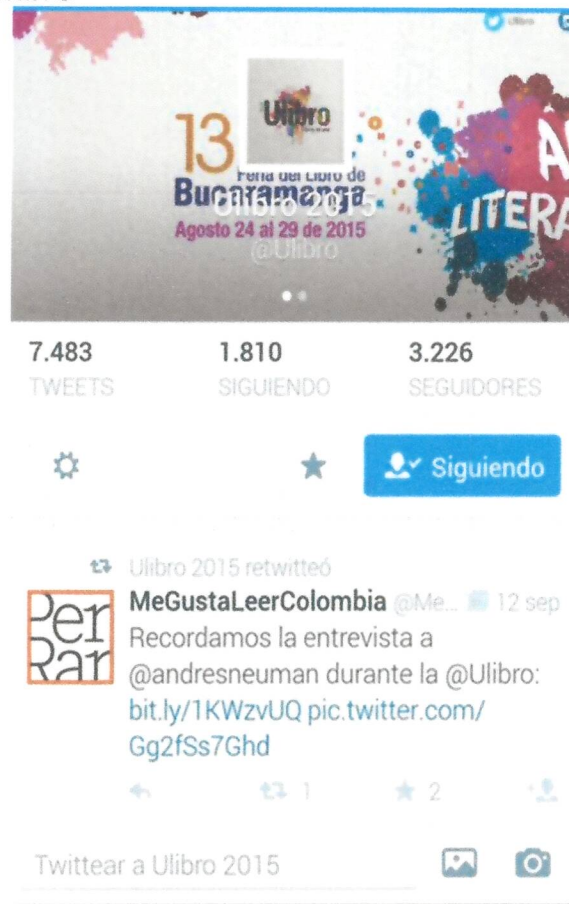 Ulibro
Ulibro
13
Feria del Libro de
Bucaramanga
Agosto 24 al 29 de 2015
Ulibro 2015
@Ulibro
LITERA
7.483
TWEETS
1.810
SIGUIENDO
3.226
SEGUIDORES
Siguiendo
Ulibro 2015 retwitteó
MeGustaLeerColombia @Me... 12 sep
Recordamos la entrevista a
@andresneuman durante la @Ulibro:
bit.ly/1KWzvUQ pic.twitter.com/
Gg2fSs7Ghd
1
2
Twittear a Ulibro 2015